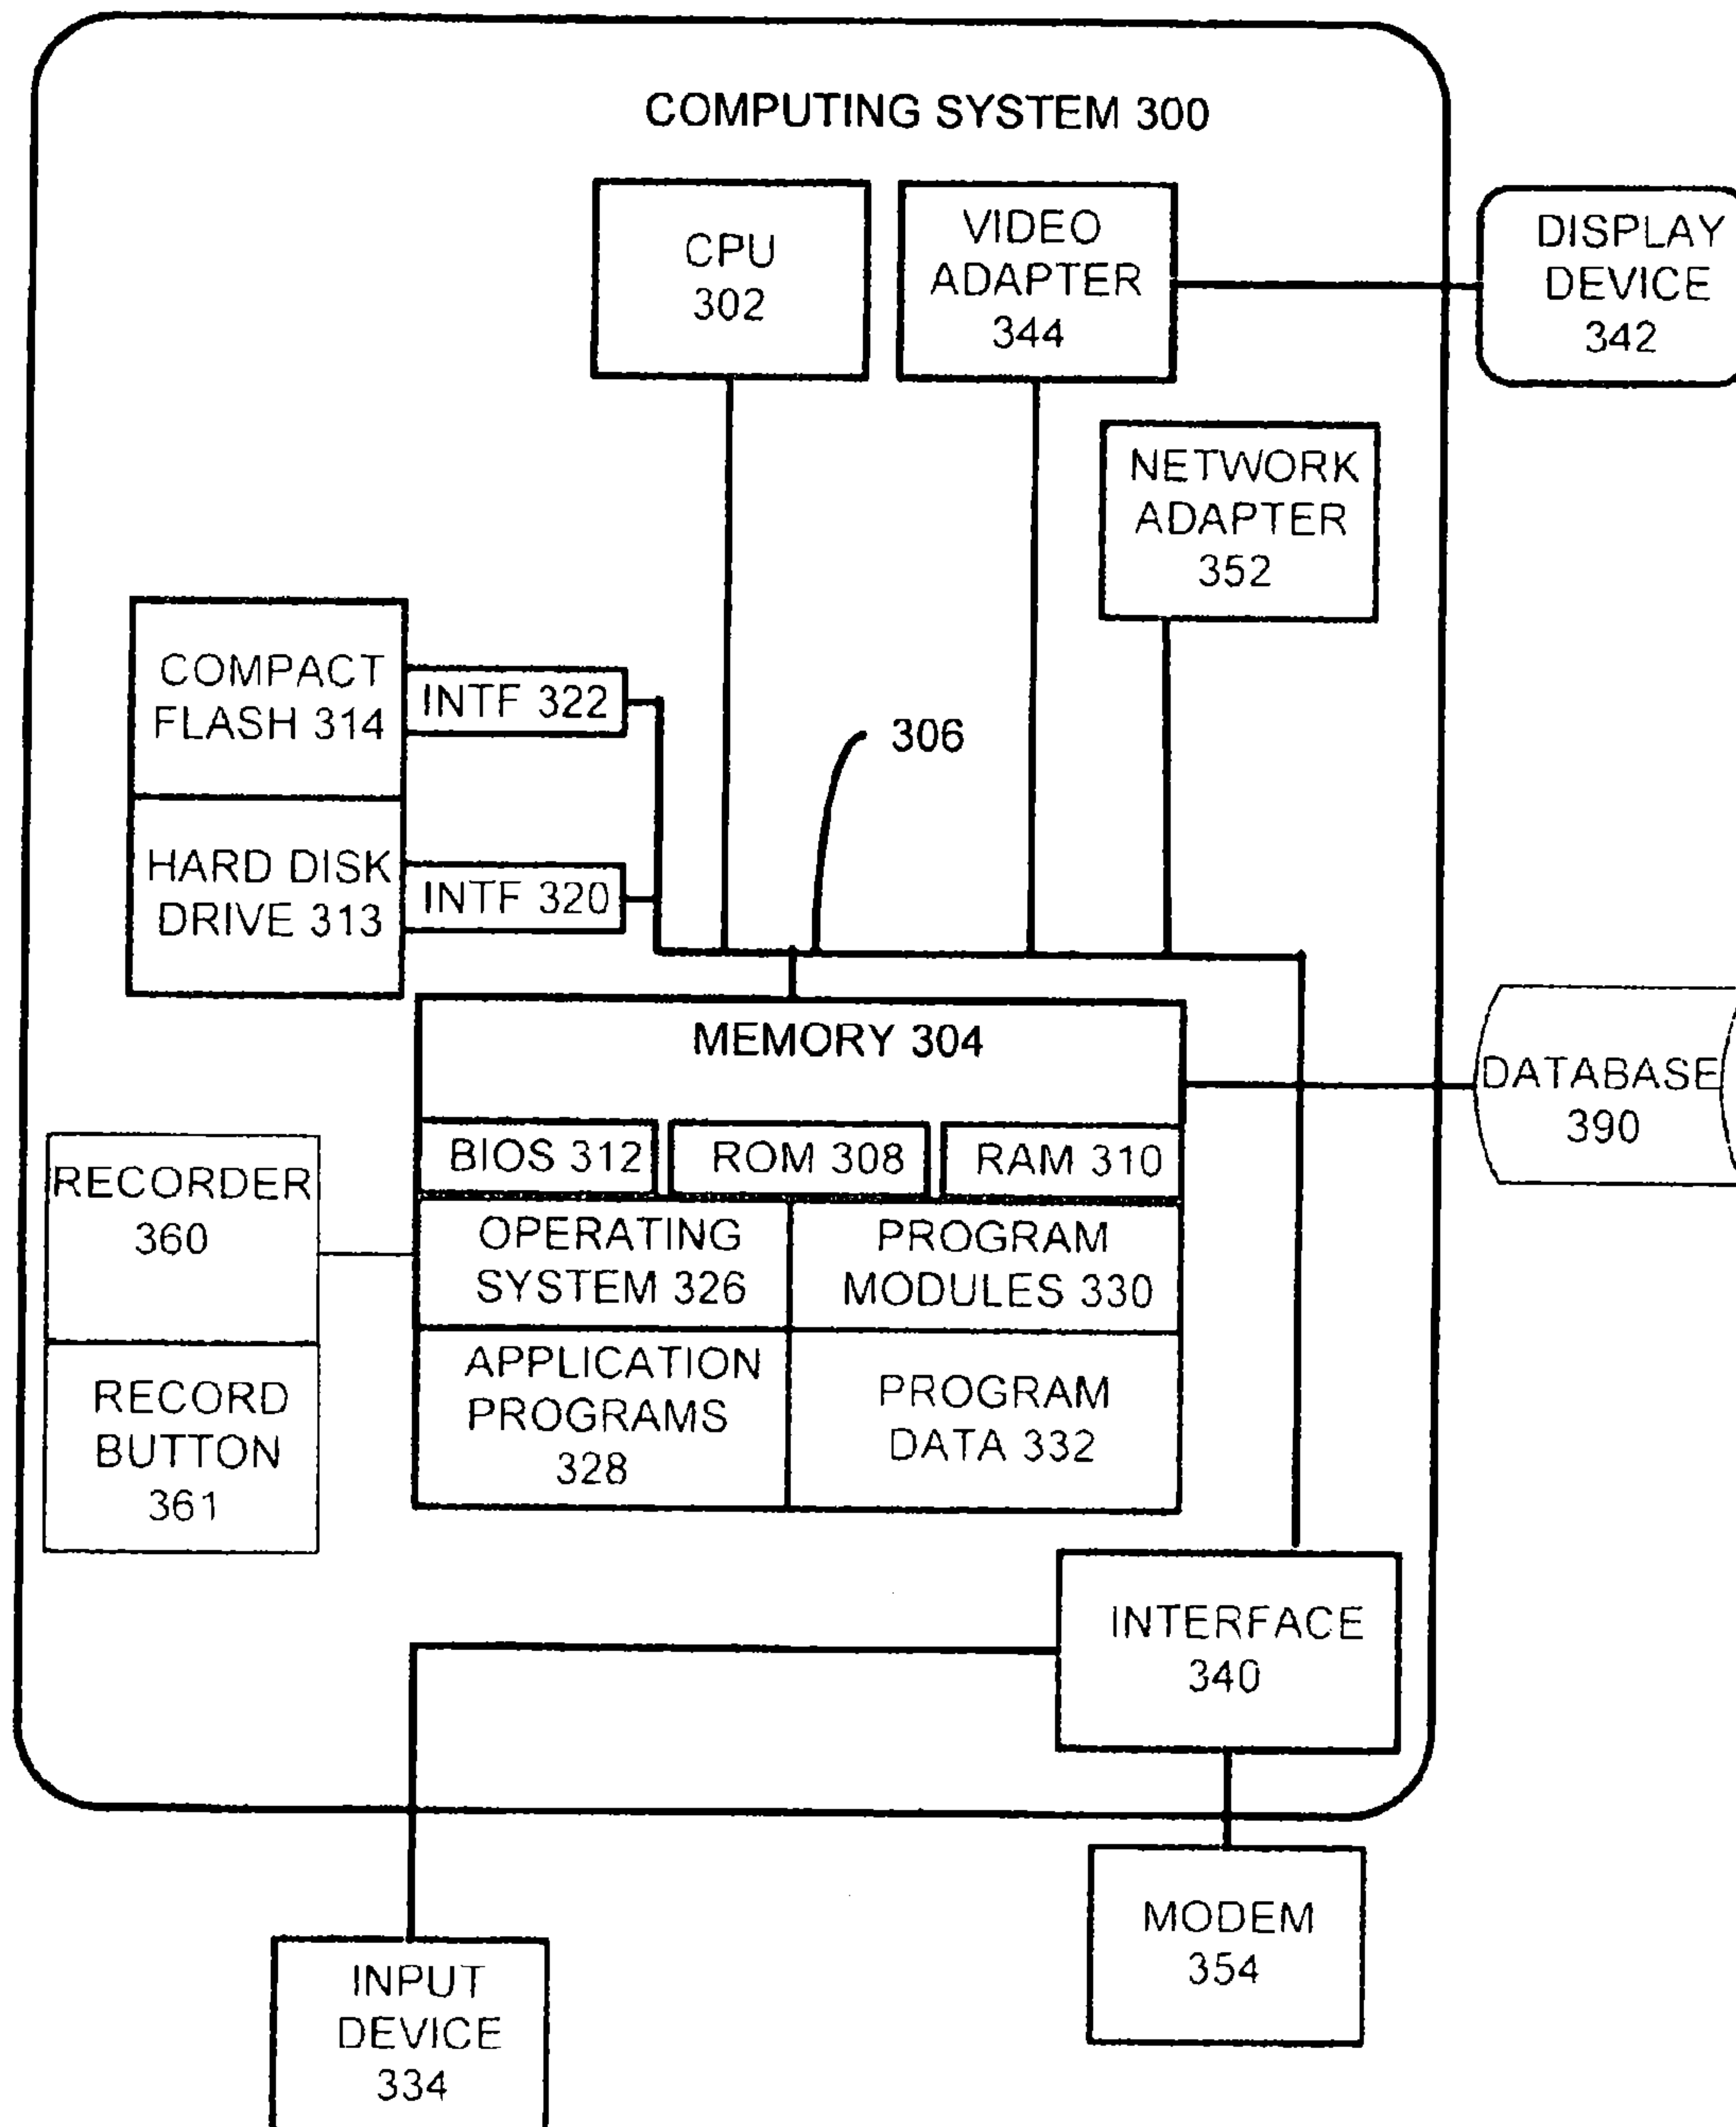 COMPUTING SYSTEM 300
CPU
302
VIDEO
ADAPTER
344
DISPLAY
DEVICE
342
NETWORK
ADAPTER
352
COMPACT
FLASH 314
INTF 322
306
HARD DISK
DRIVE 313
INTF 320
MEMORY 304
DATABASE
390
BIOS 312
ROM 308
RAM 310
RECORDER
360
OPERATING
SYSTEM 326
PROGRAM
MODULES 330
RECORD
BUTTON
361
APPLICATION
PROGRAMS
328
PROGRAM
DATA 332
INTERFACE
340
MODEM
354
INPUT
DEVICE
334